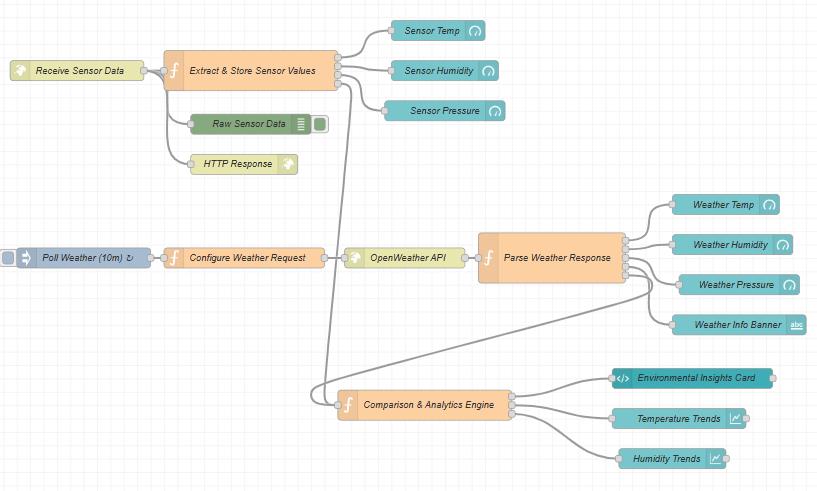 Sensor Temp
Receive Sensor Data
Extract & Store Sensor Values
Sensor Humidity
Sensor Pressure
Raw Sensor Data
HTTP Response
Weather Temp
Weather Humidity
Poll Weather (10m) ↻
Configure Weather Request
OpenWeather API
Parse Weather Response
Weather Pressure
Weather Info Banner
abc
Environmental Insights Card
Comparison & Analytics Engine
Temperature Trends
Humidity Trends